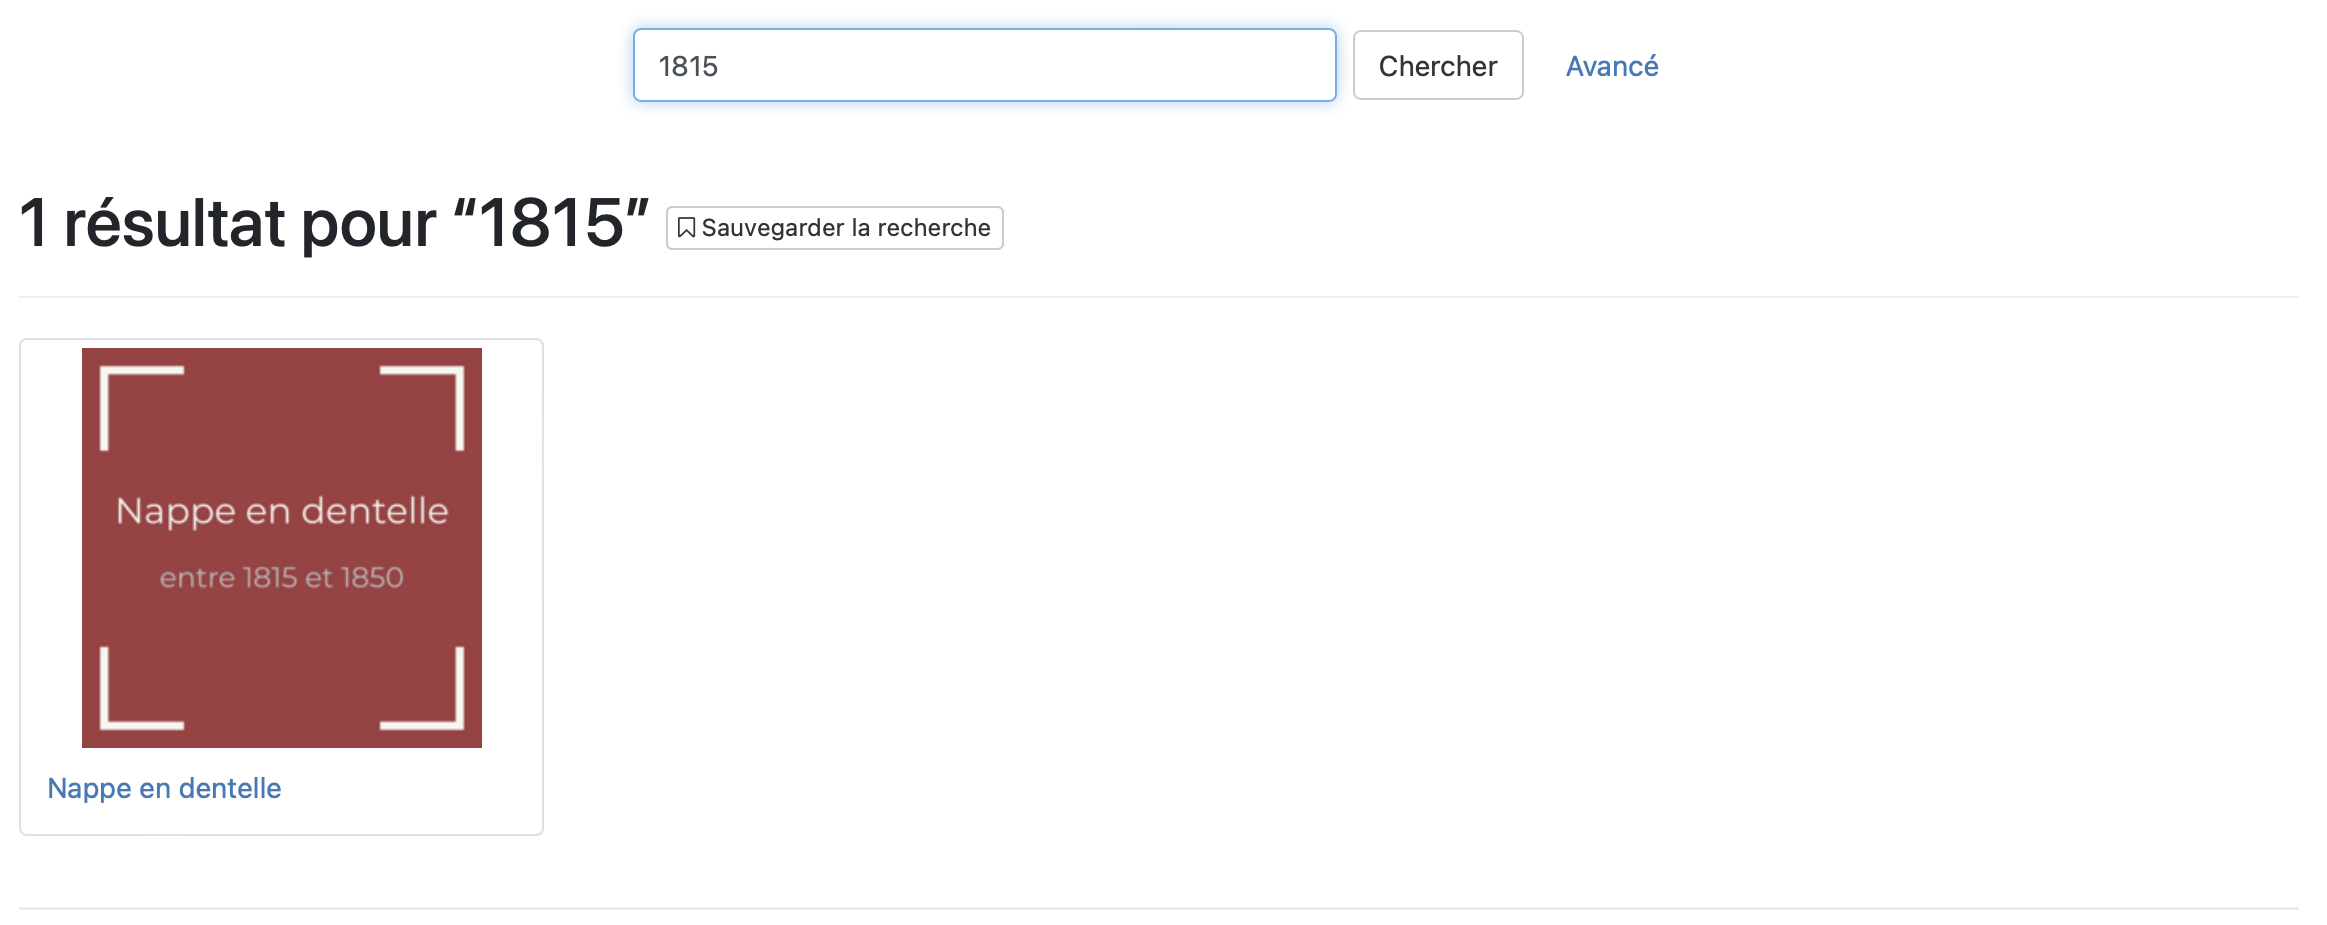 1815
Chercher
Avancé
1 résultat pour “1815”
Sauvegarder la recherche
Nappe en dentelle
entre 1815 et 1850
Nappe en dentelle